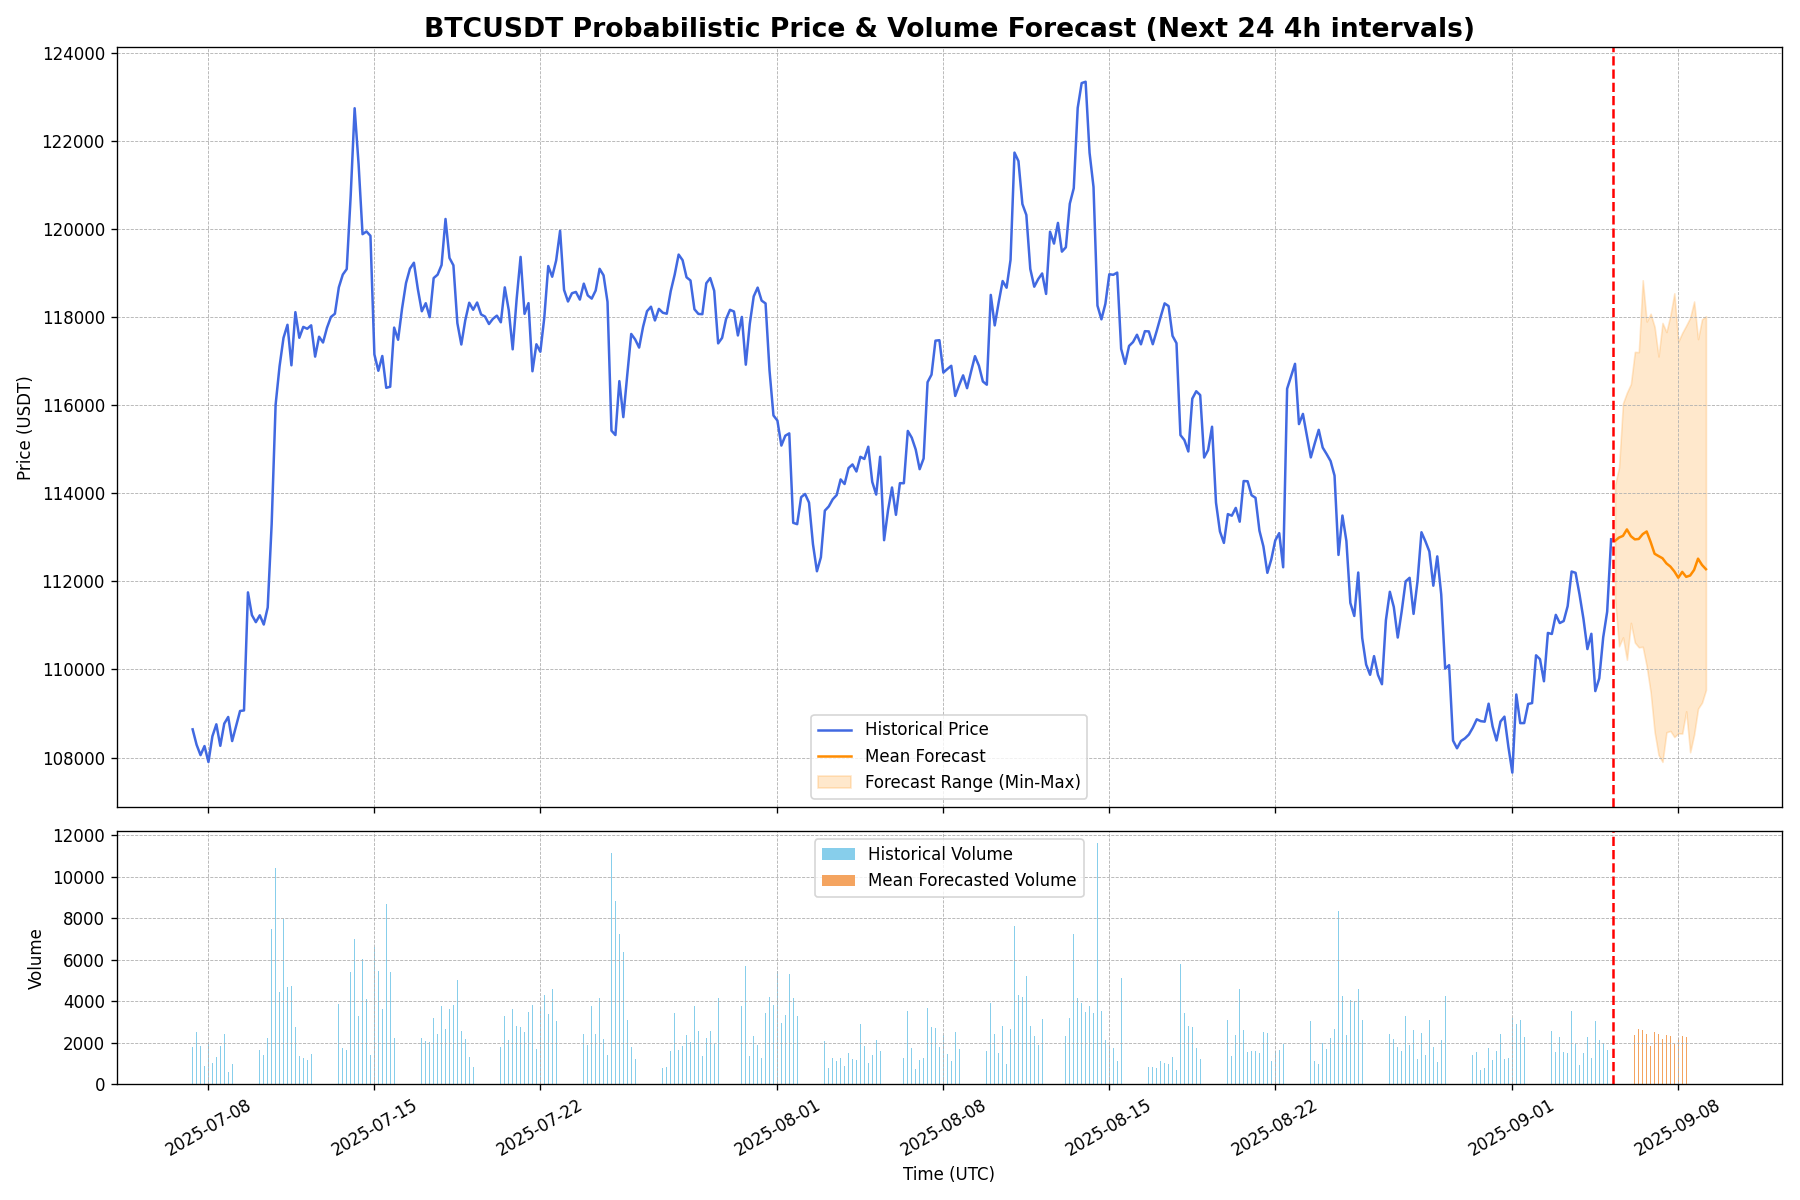 BTCUSDT Probabilistic Price & Volume Forecast (Next 24 4h intervals)
124000
122000
120000
118000
116000
114000
112000
110000
108000
Price (USDT)
Historical Price
Mean Forecast
Forecast Range (Min-Max)
12000
10000
8000
6000
4000
2000
0
Volume
Historical Volume
Mean Forecasted Volume
2025-07-08
2025-07-15
2025-07-22
2025-08-01
2025-08-08
2025-08-15
2025-08-22
2025-09-01
2025-09-08
Time (UTC)